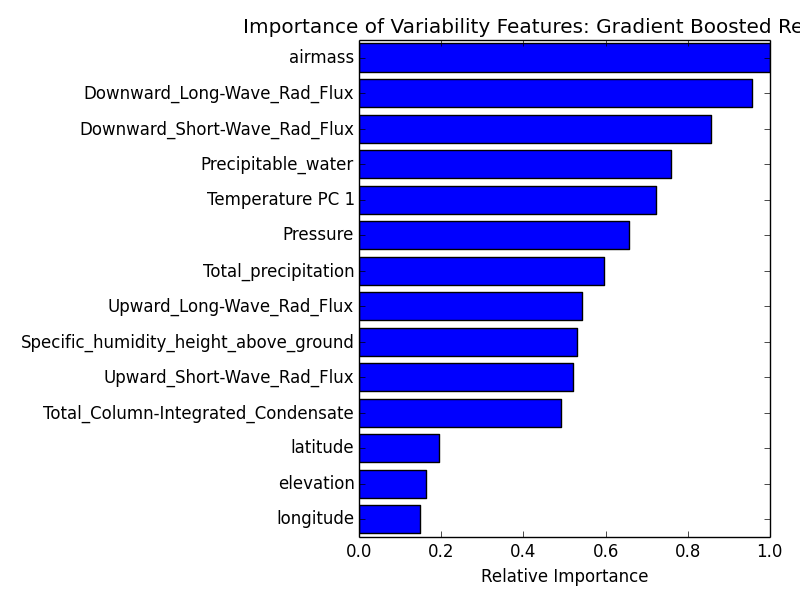 Importance of Variability Features: Gradient Boosted Re
airmass
Downward_Long-Wave_Rad_Flux
Downward_Short-Wave_Rad_Flux
Precipitable_water
Temperature PC 1
Pressure
Total_precipitation
Upward_Long-Wave_Rad_Flux
Specific_humidity_height_above_ground
Upward_Short-Wave_Rad_Flux
Total_Column-Integrated_Condensate
latitude
elevation
longitude
0.0 0.2 0.4 0.6 0.8 1.0
Relative Importance